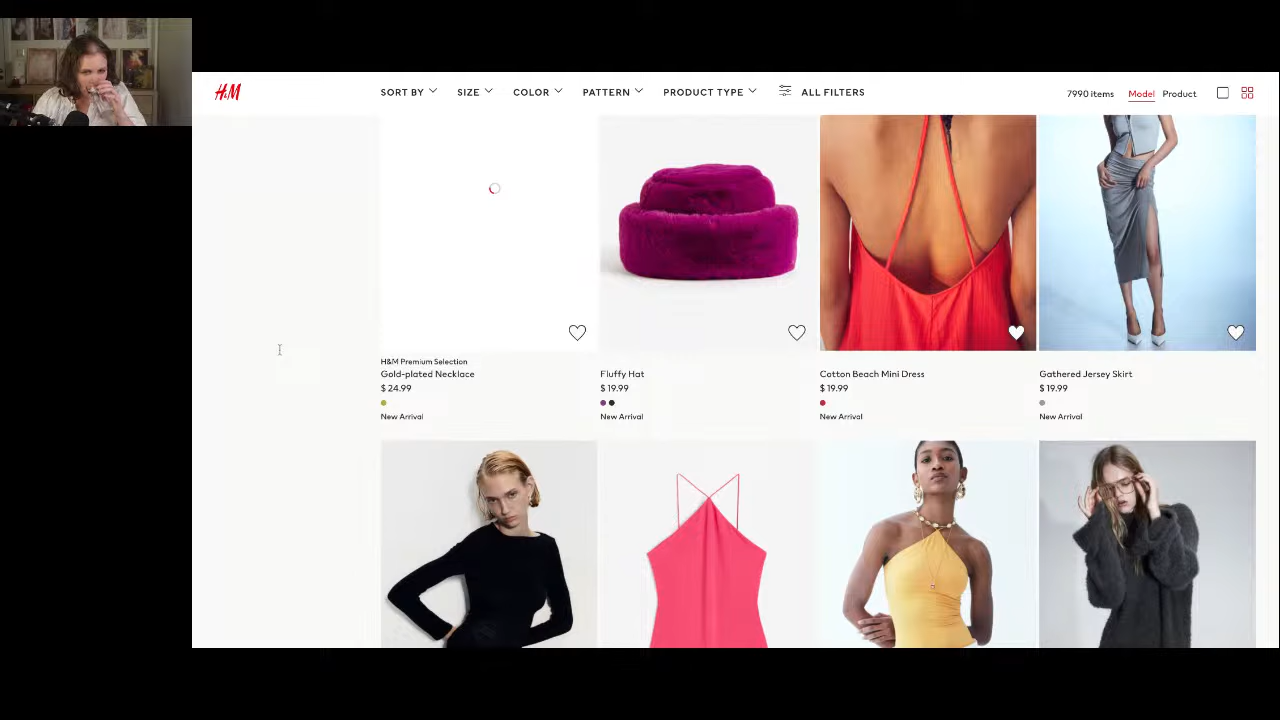 H&M
SORT BY
SIZE
COLOR
PATTERN
PRODUCT TYPE
ALL FILTERS
7990 items
Model
Product
H&M Premium Selection
Gold-plated Necklace
$ 24.99
New Arrival
Fluffy Hat
$ 19.99
New Arrival
Cotton Beach Mini Dress
$ 19.99
New Arrival
Gathered Jersey Skirt
$ 19.99
New Arrival